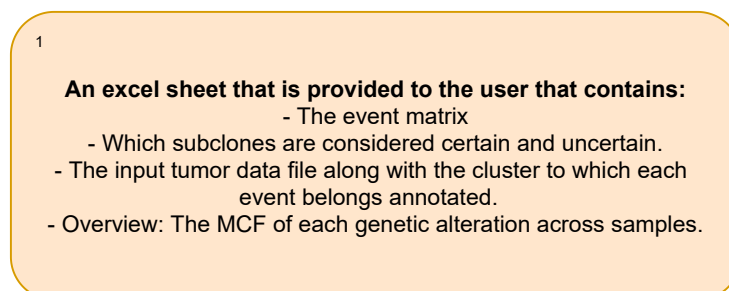 1
An excel sheet that is provided to the user that contains:
- The event matrix
- Which subclones are considered certain and uncertain.
- The input tumor data file along with the cluster to which each
event belongs annotated.
- Overview: The MCF of each genetic alteration across samples.